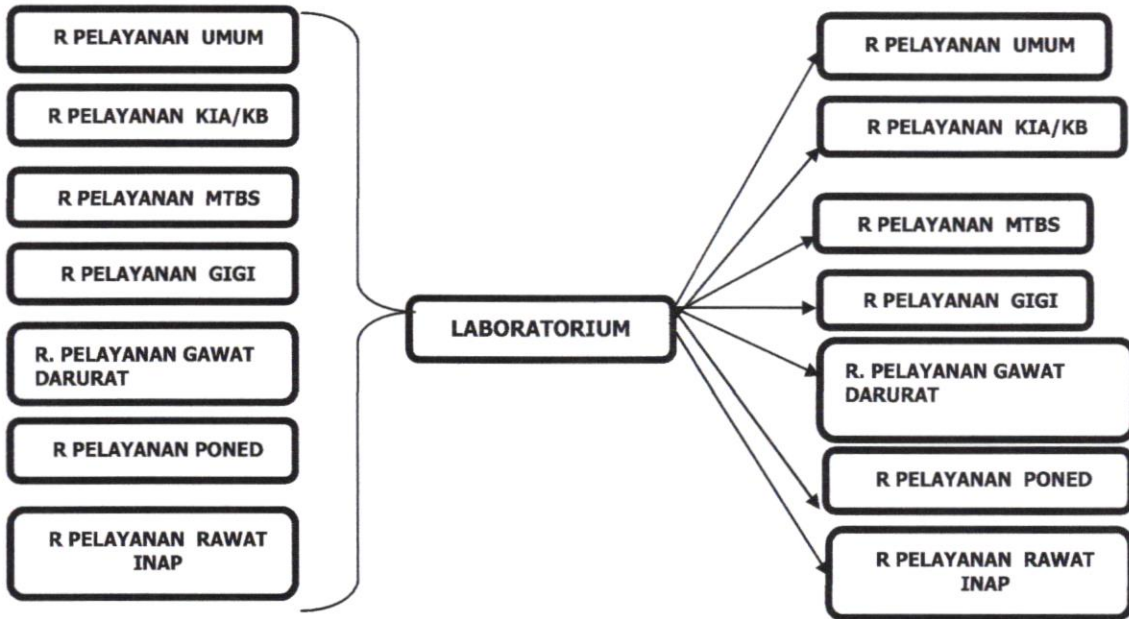 R PELAYANAN UMUM
R PELAYANAN KIA/KB
R PELAYANAN MTBS
R PELAYANAN GIGI
R. PELAYANAN GAWAT
DARURAT
R PELAYANAN PONED
R PELAYANAN RAWAT
INAP
LABORATORIUM
R PELAYANAN UMUM
R PELAYANAN KIA/KB
R PELAYANAN MTBS
R PELAYANAN GIGI
R. PELAYANAN GAWAT
DARURAT
R PELAYANAN PONED
R PELAYANAN RAWAT
INAP